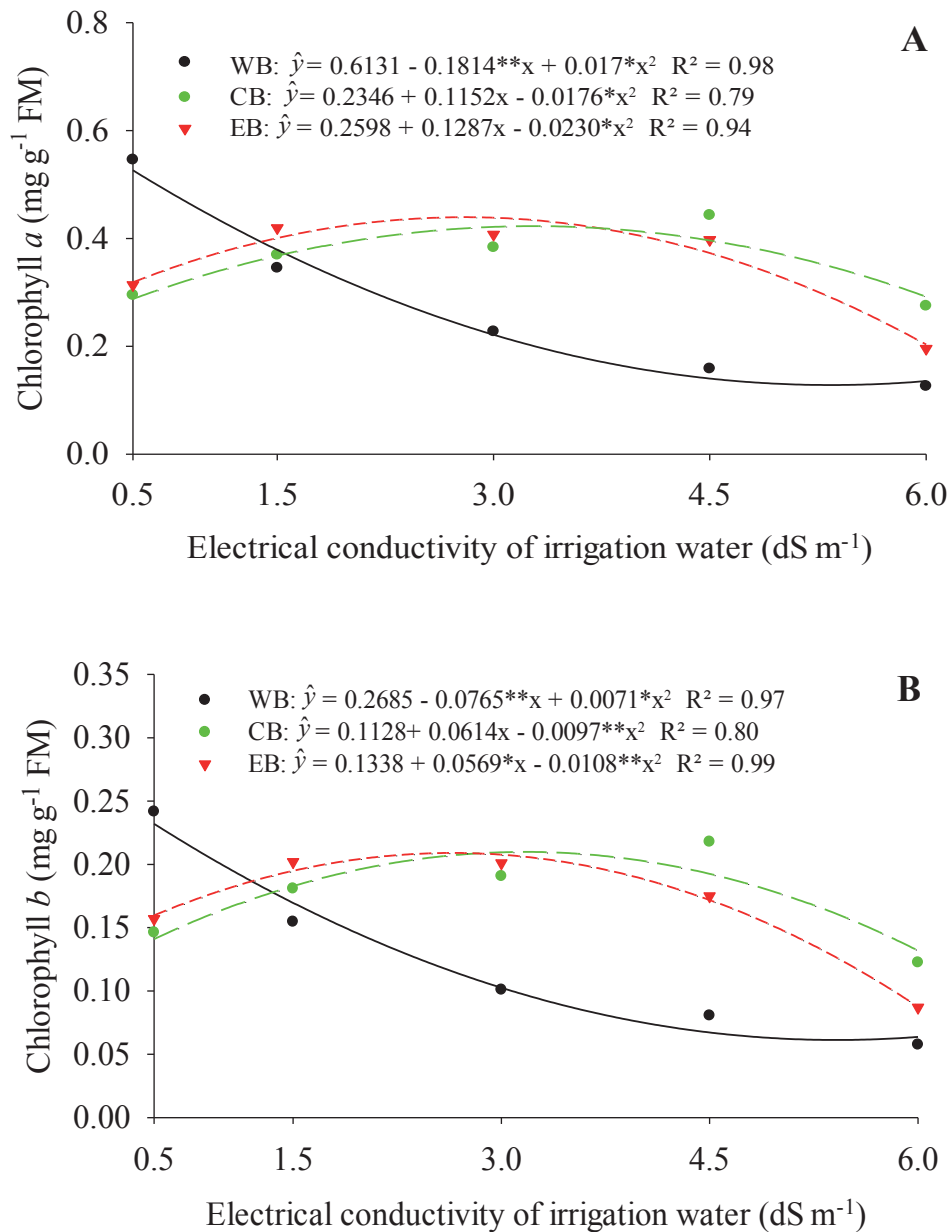 A
0.8
WB: ŷ = 0.6131 - 0.1814**x + 0.017*x² R² = 0.98
CB: ŷ = 0.2346 + 0.1152x - 0.0176*x² R² = 0.79
EB: ŷ = 0.2598 + 0.1287x - 0.0230*x² R² = 0.94
0.6
0.4
0.2
0.0
Chlorophyll a (mg g⁻¹ FM)
0.5 1.5 3.0 4.5 6.0
Electrical conductivity of irrigation water (dS m⁻¹)
B
0.35
WB: ŷ = 0.2685 - 0.0765**x + 0.0071*x² R² = 0.97
CB: ŷ = 0.1128+ 0.0614x - 0.0097**x² R² = 0.80
EB: ŷ = 0.1338 + 0.0569*x - 0.0108**x² R² = 0.99
0.30
0.25
0.20
0.15
0.10
0.05
0.00
Chlorophyll b (mg g⁻¹ FM)
0.5 1.5 3.0 4.5 6.0
Electrical conductivity of irrigation water (dS m⁻¹)